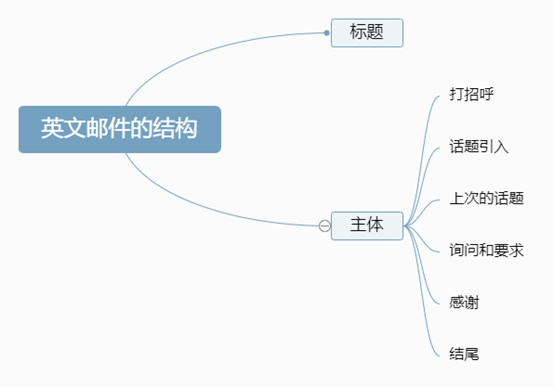 英文邮件的结构
标题
主体
打招呼
话题引入
上次的话题
询问和要求
感谢
结尾